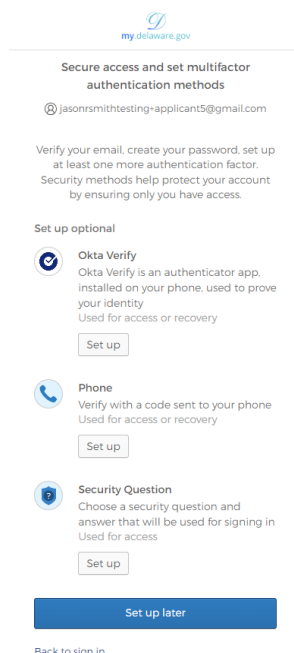 my.delaware.gov
Secure access and set multifactor
authentication methods
jasonrsmithtesting+applicant5@gmail.com
Verify your email, create your password, set up
at least one more authentication factor.
Security methods help protect your account
by ensuring only you have access.
Set up optional
Okta Verify
Okta Verify is an authenticator app,
installed on your phone, used to prove
your identity
Used for access or recovery
Set up
Phone
Verify with a code sent to your phone
Used for access or recovery
Set up
Security Question
Choose a security question and
answer that will be used for signing in
Used for access
Set up
Set up later
Back to sign in